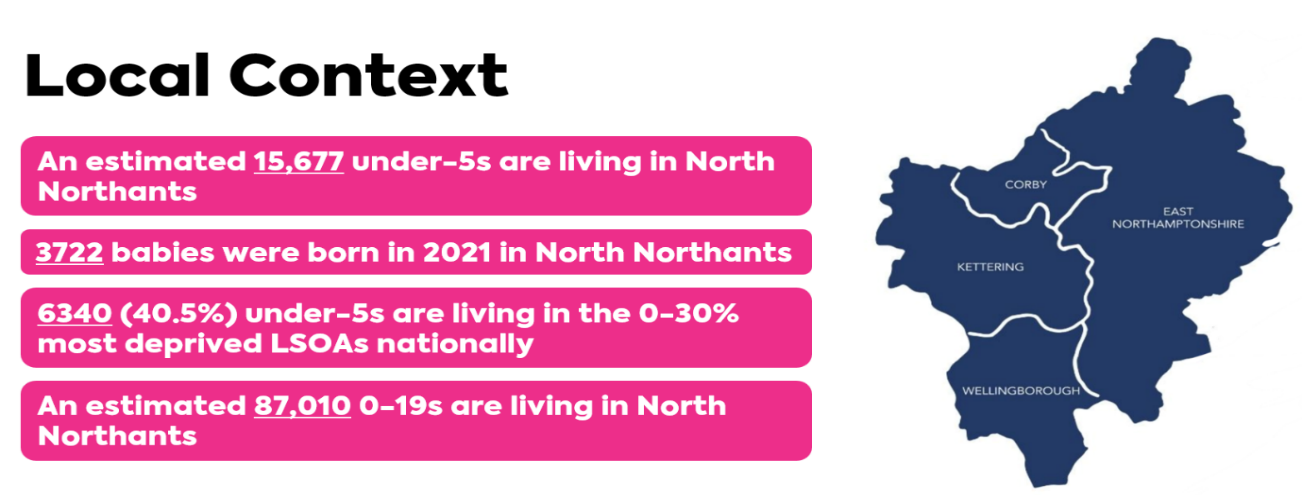 Local Context
An estimated 15,677 under-5s are living in North
Northants
3722 babies were born in 2021 in North Northants
6340 (40.5%) under-5s are living in the 0-30%
most deprived LSOAs nationally
An estimated 87,010 0-19s are living in North
Northants
CORBY
EAST
NORTHAMPTONSHIRE
KETTERING
WELLINGBOROUGH